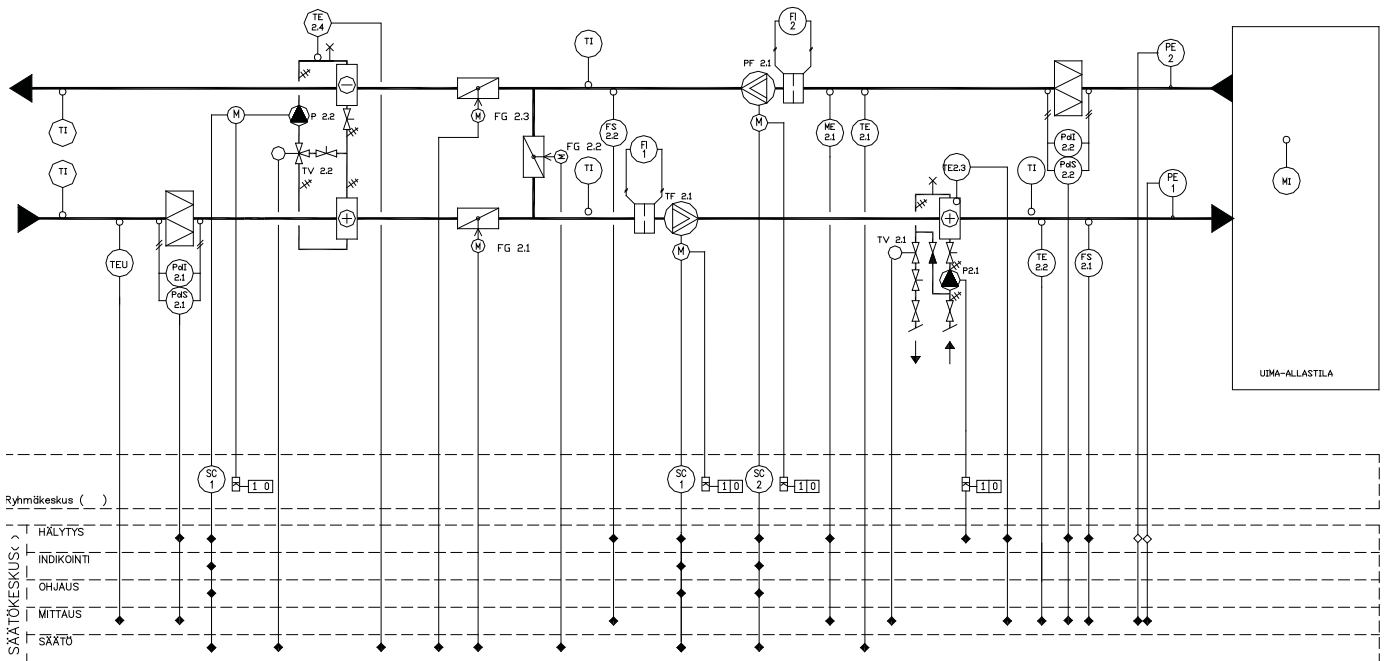 TE
2.4
FI
2
TI
PF 2.1
PE
2
TI
M
P 2.2
M
FG 2.3
FS
2.2
M
ME
2.1
TE
2.1
PdI
2.2
PdS
2.2
FI
1
FG 2.2
M
TI
TV 2.2
TI
TF 2.1
TE2.3
TI
PE
1
MI
TEU
PdI
2.1
PdS
2.1
M
FG 2.1
M
TV 2.1
P2.1
TE
2.2
FS
2.1
UIMA-ALLASTILA
SC
1
1 0
SC
1
1 0
SC
2
1 0
1 0
Ryhmäkeskus ( )
SÄÄTÖKESKUS( )
HÄLYTYS
INDIKOINTI
OHJAUS
MITTAUS
SÄÄTÖ